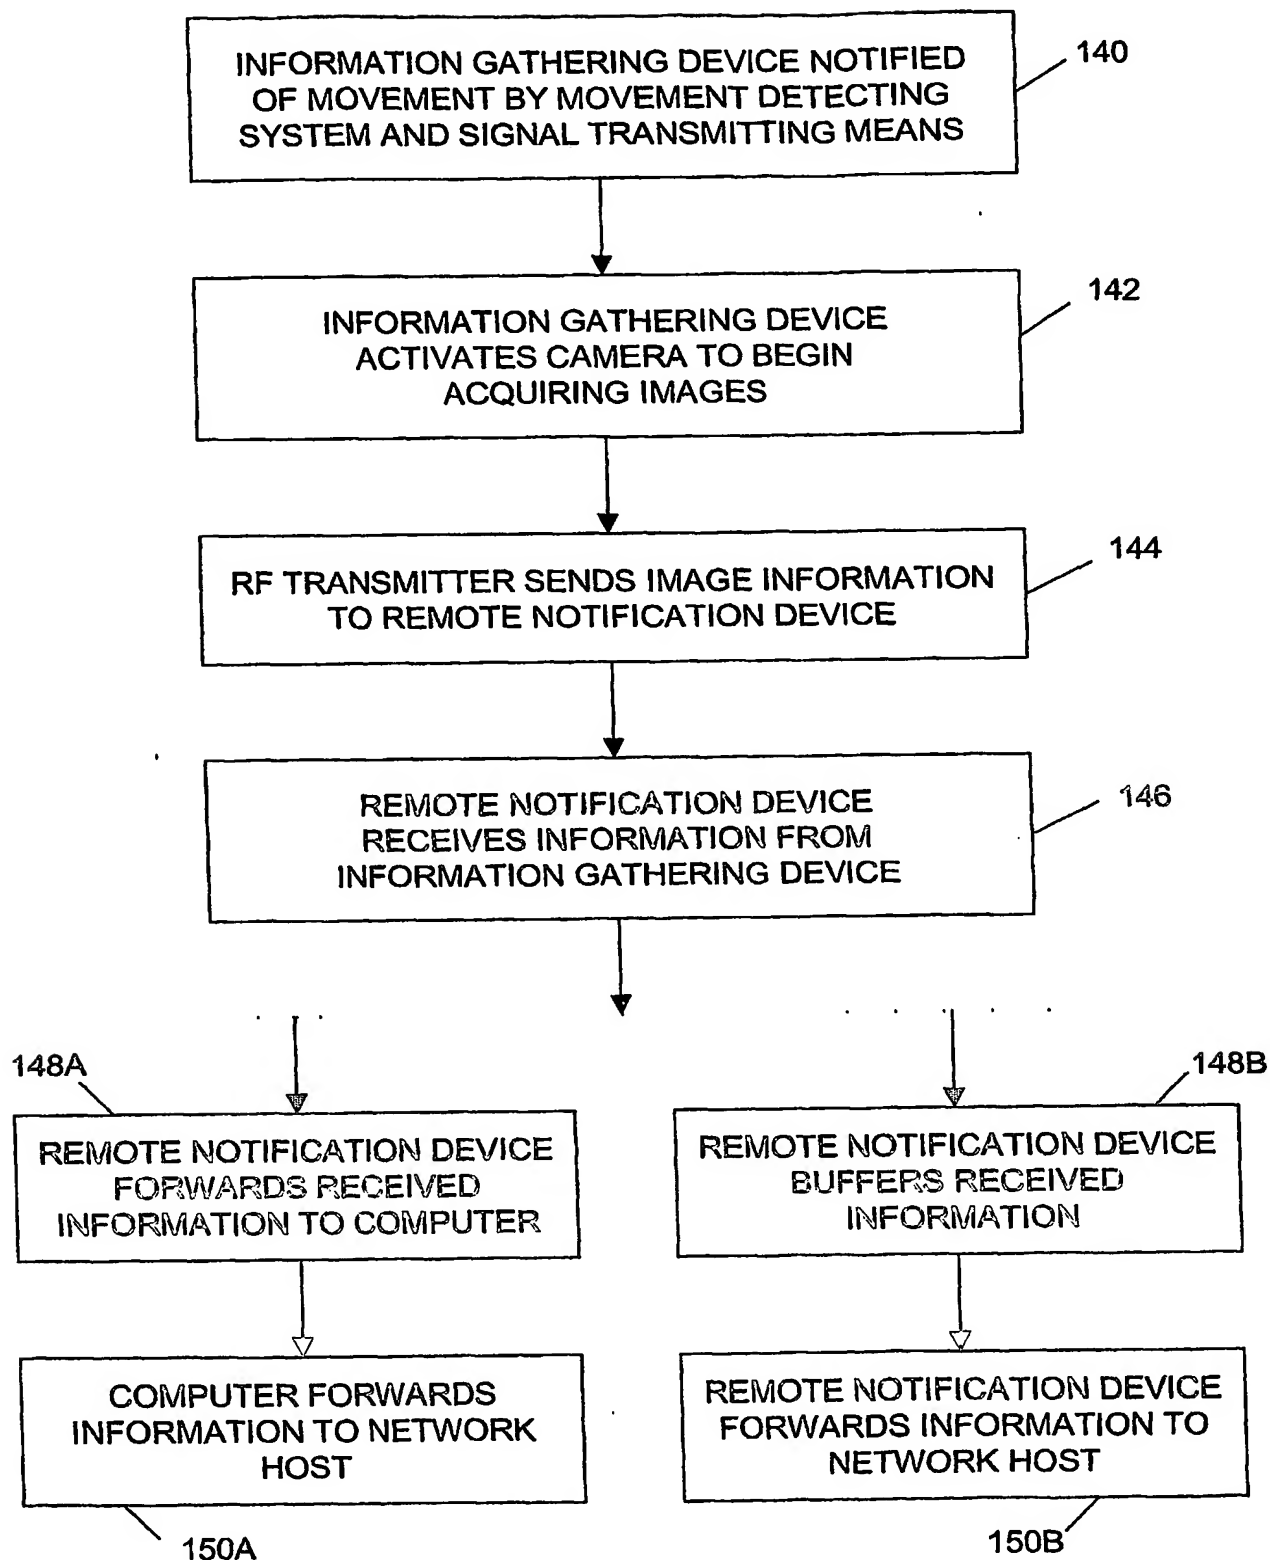 INFORMATION GATHERING DEVICE NOTIFIED
OF MOVEMENT BY MOVEMENT DETECTING
SYSTEM AND SIGNAL TRANSMITTING MEANS
140
INFORMATION GATHERING DEVICE
ACTIVATES CAMERA TO BEGIN
ACQUIRING IMAGES
142
RF TRANSMITTER SENDS IMAGE INFORMATION
TO REMOTE NOTIFICATION DEVICE
144
REMOTE NOTIFICATION DEVICE
RECEIVES INFORMATION FROM
INFORMATION GATHERING DEVICE
146
148A
REMOTE NOTIFICATION DEVICE
FORWARDS RECEIVED
INFORMATION TO COMPUTER
148B
REMOTE NOTIFICATION DEVICE
BUFFERS RECEIVED
INFORMATION
COMPUTER FORWARDS
INFORMATION TO NETWORK
HOST
150A
REMOTE NOTIFICATION DEVICE
FORWARDS INFORMATION TO
NETWORK HOST
150B